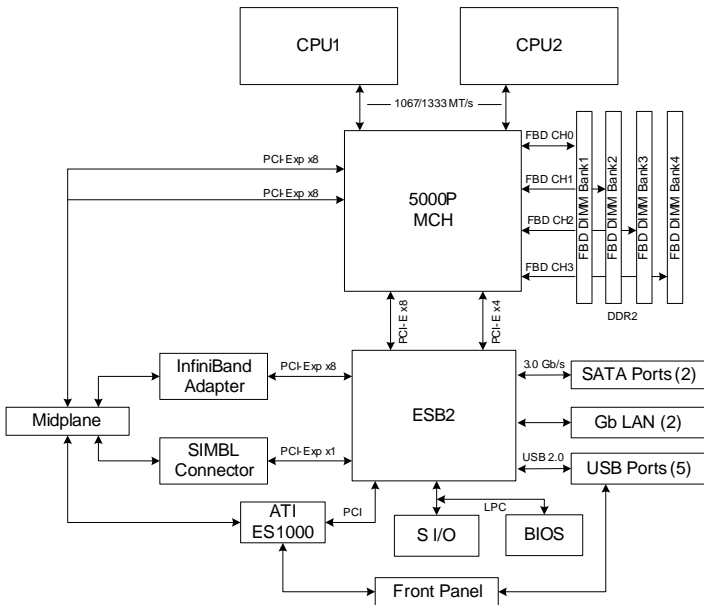 CPU1
CPU2
1067/1333 MT/s
PCI-Exp x8
PCI-Exp x8
5000P
MCH
FBD CH0
FBD CH1
FBD CH2
FBD CH3
FBD DIMM Bank1
FBD DIMM Bank2
FBD DIMM Bank3
FBD DIMM Bank4
DDR2
PCI-E x8
PCI-E x4
InfiniBand
Adapter
PCI-Exp x8
ESB2
3.0 Gb/s
SATA Ports (2)
Midplane
Gb LAN (2)
SIMBL
Connector
PCI-Exp x1
USB 2.0
USB Ports (5)
ATI
ES1000
PCI
LPC
S I/O
BIOS
Front Panel